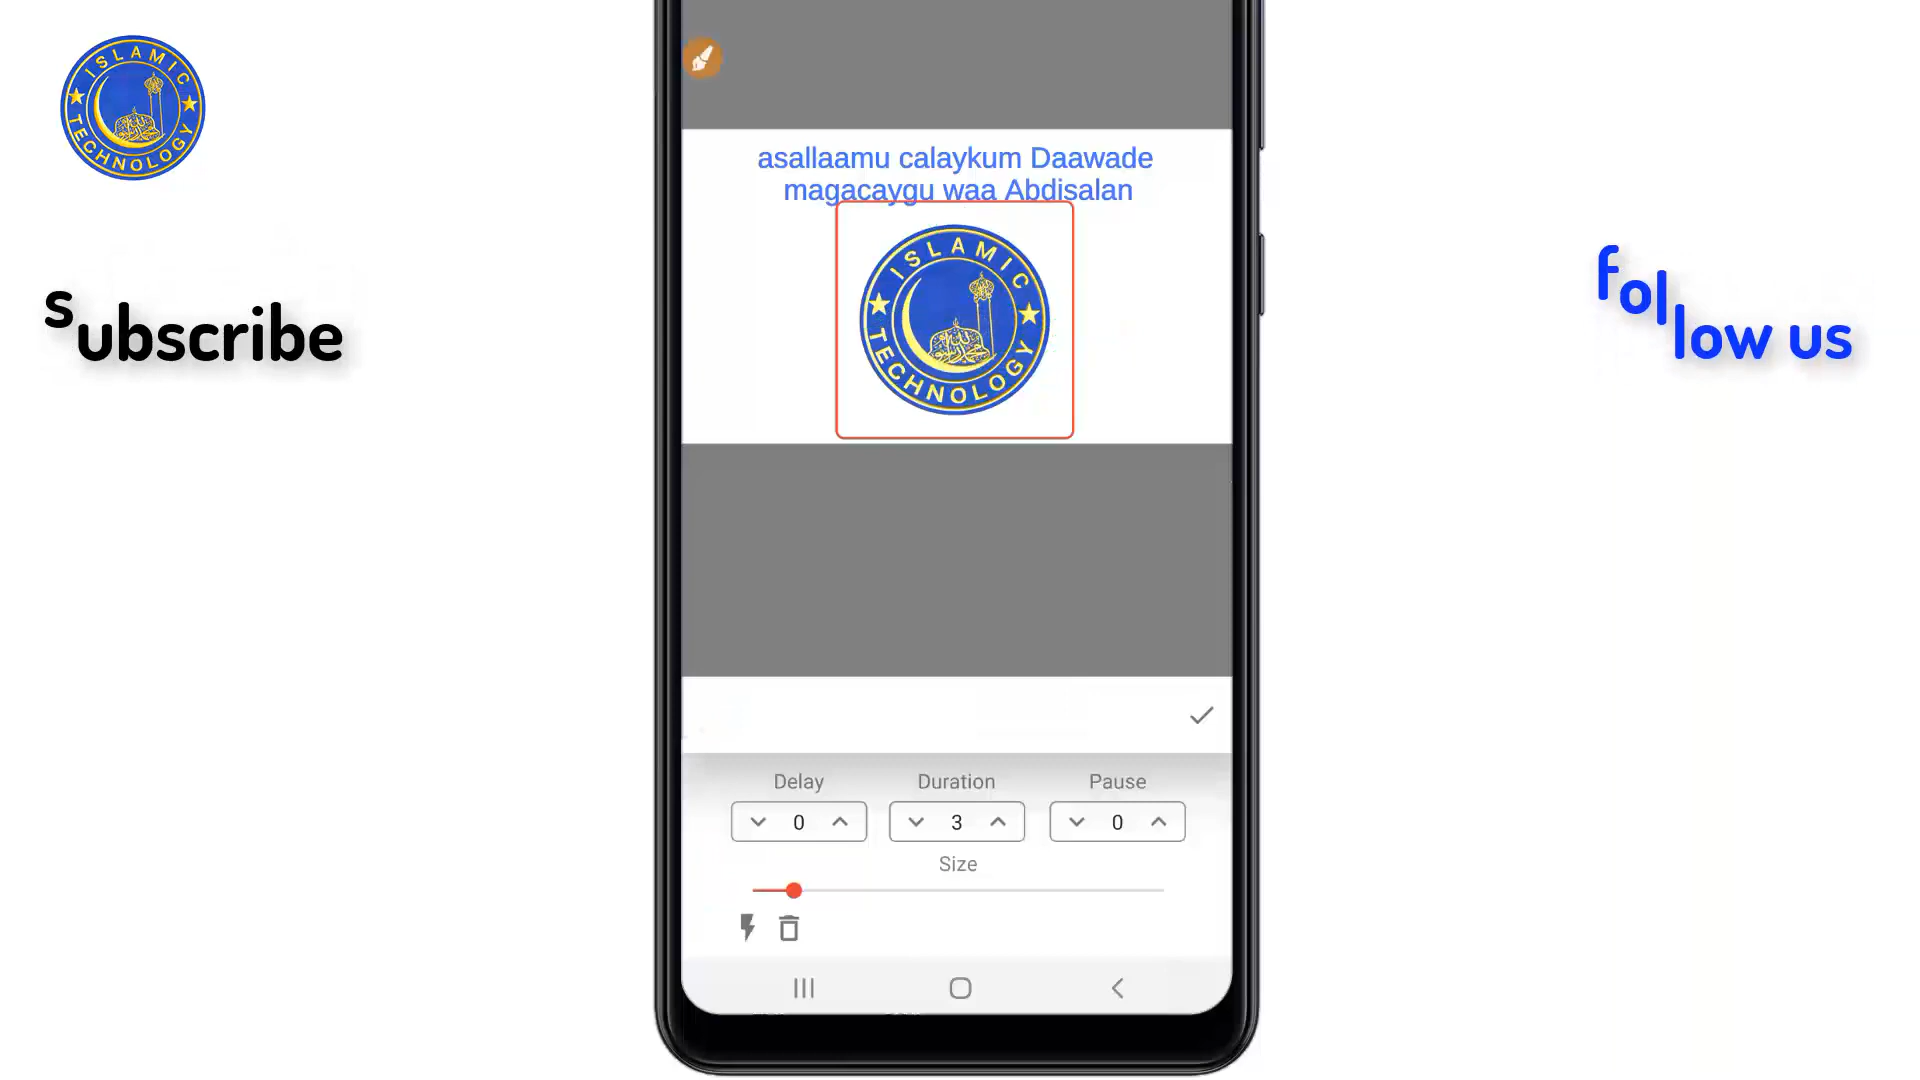 ISLAMIC
TECHNOLOGY
subscribe
asallaamu calaykum Daawade
magacaygu waa Abdisalan
ISLAMIC
TECHNOLOGY
follow us
Delay
Duration
Pause
0
3
0
Size